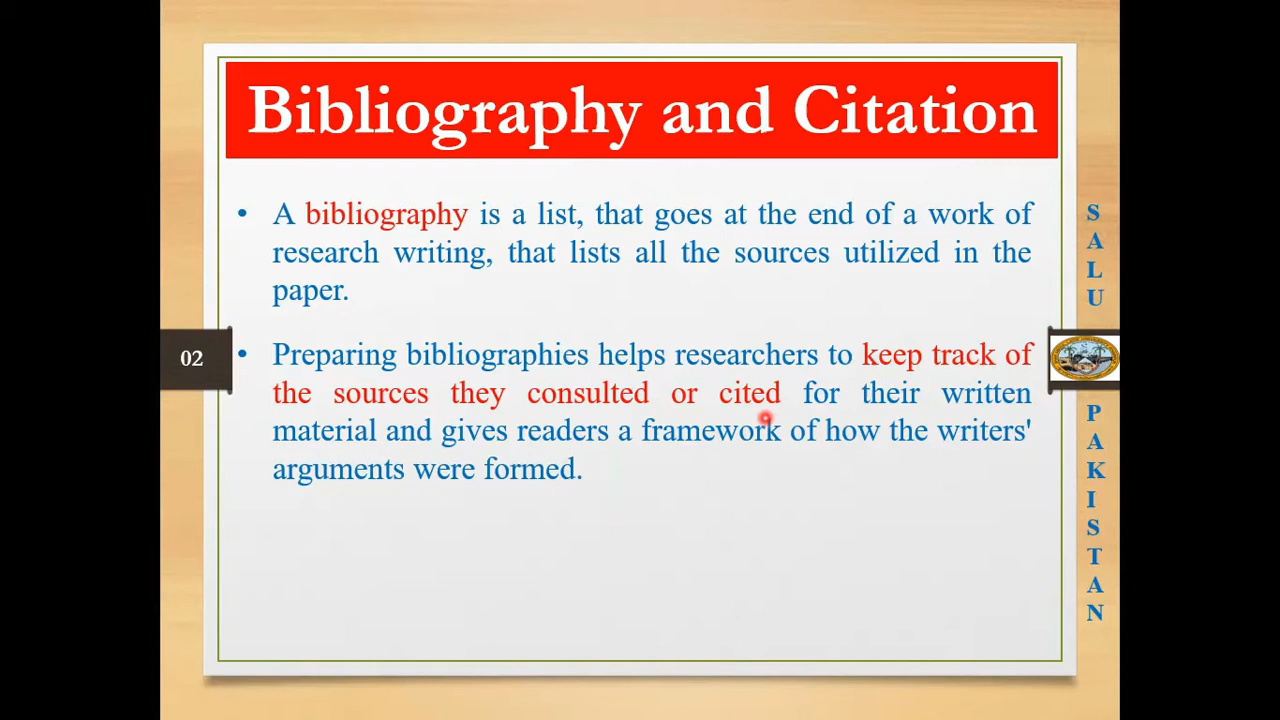 Bibliography and Citation
• A bibliography is a list, that goes at the end of a work of
research writing, that lists all the sources utilized in the
paper.
• Preparing bibliographies helps researchers to keep track of
the sources they consulted or cited for their written
material and gives readers a framework of how the writers'
arguments were formed.
02
S
A
L
U
P
A
K
I
S
T
A
N